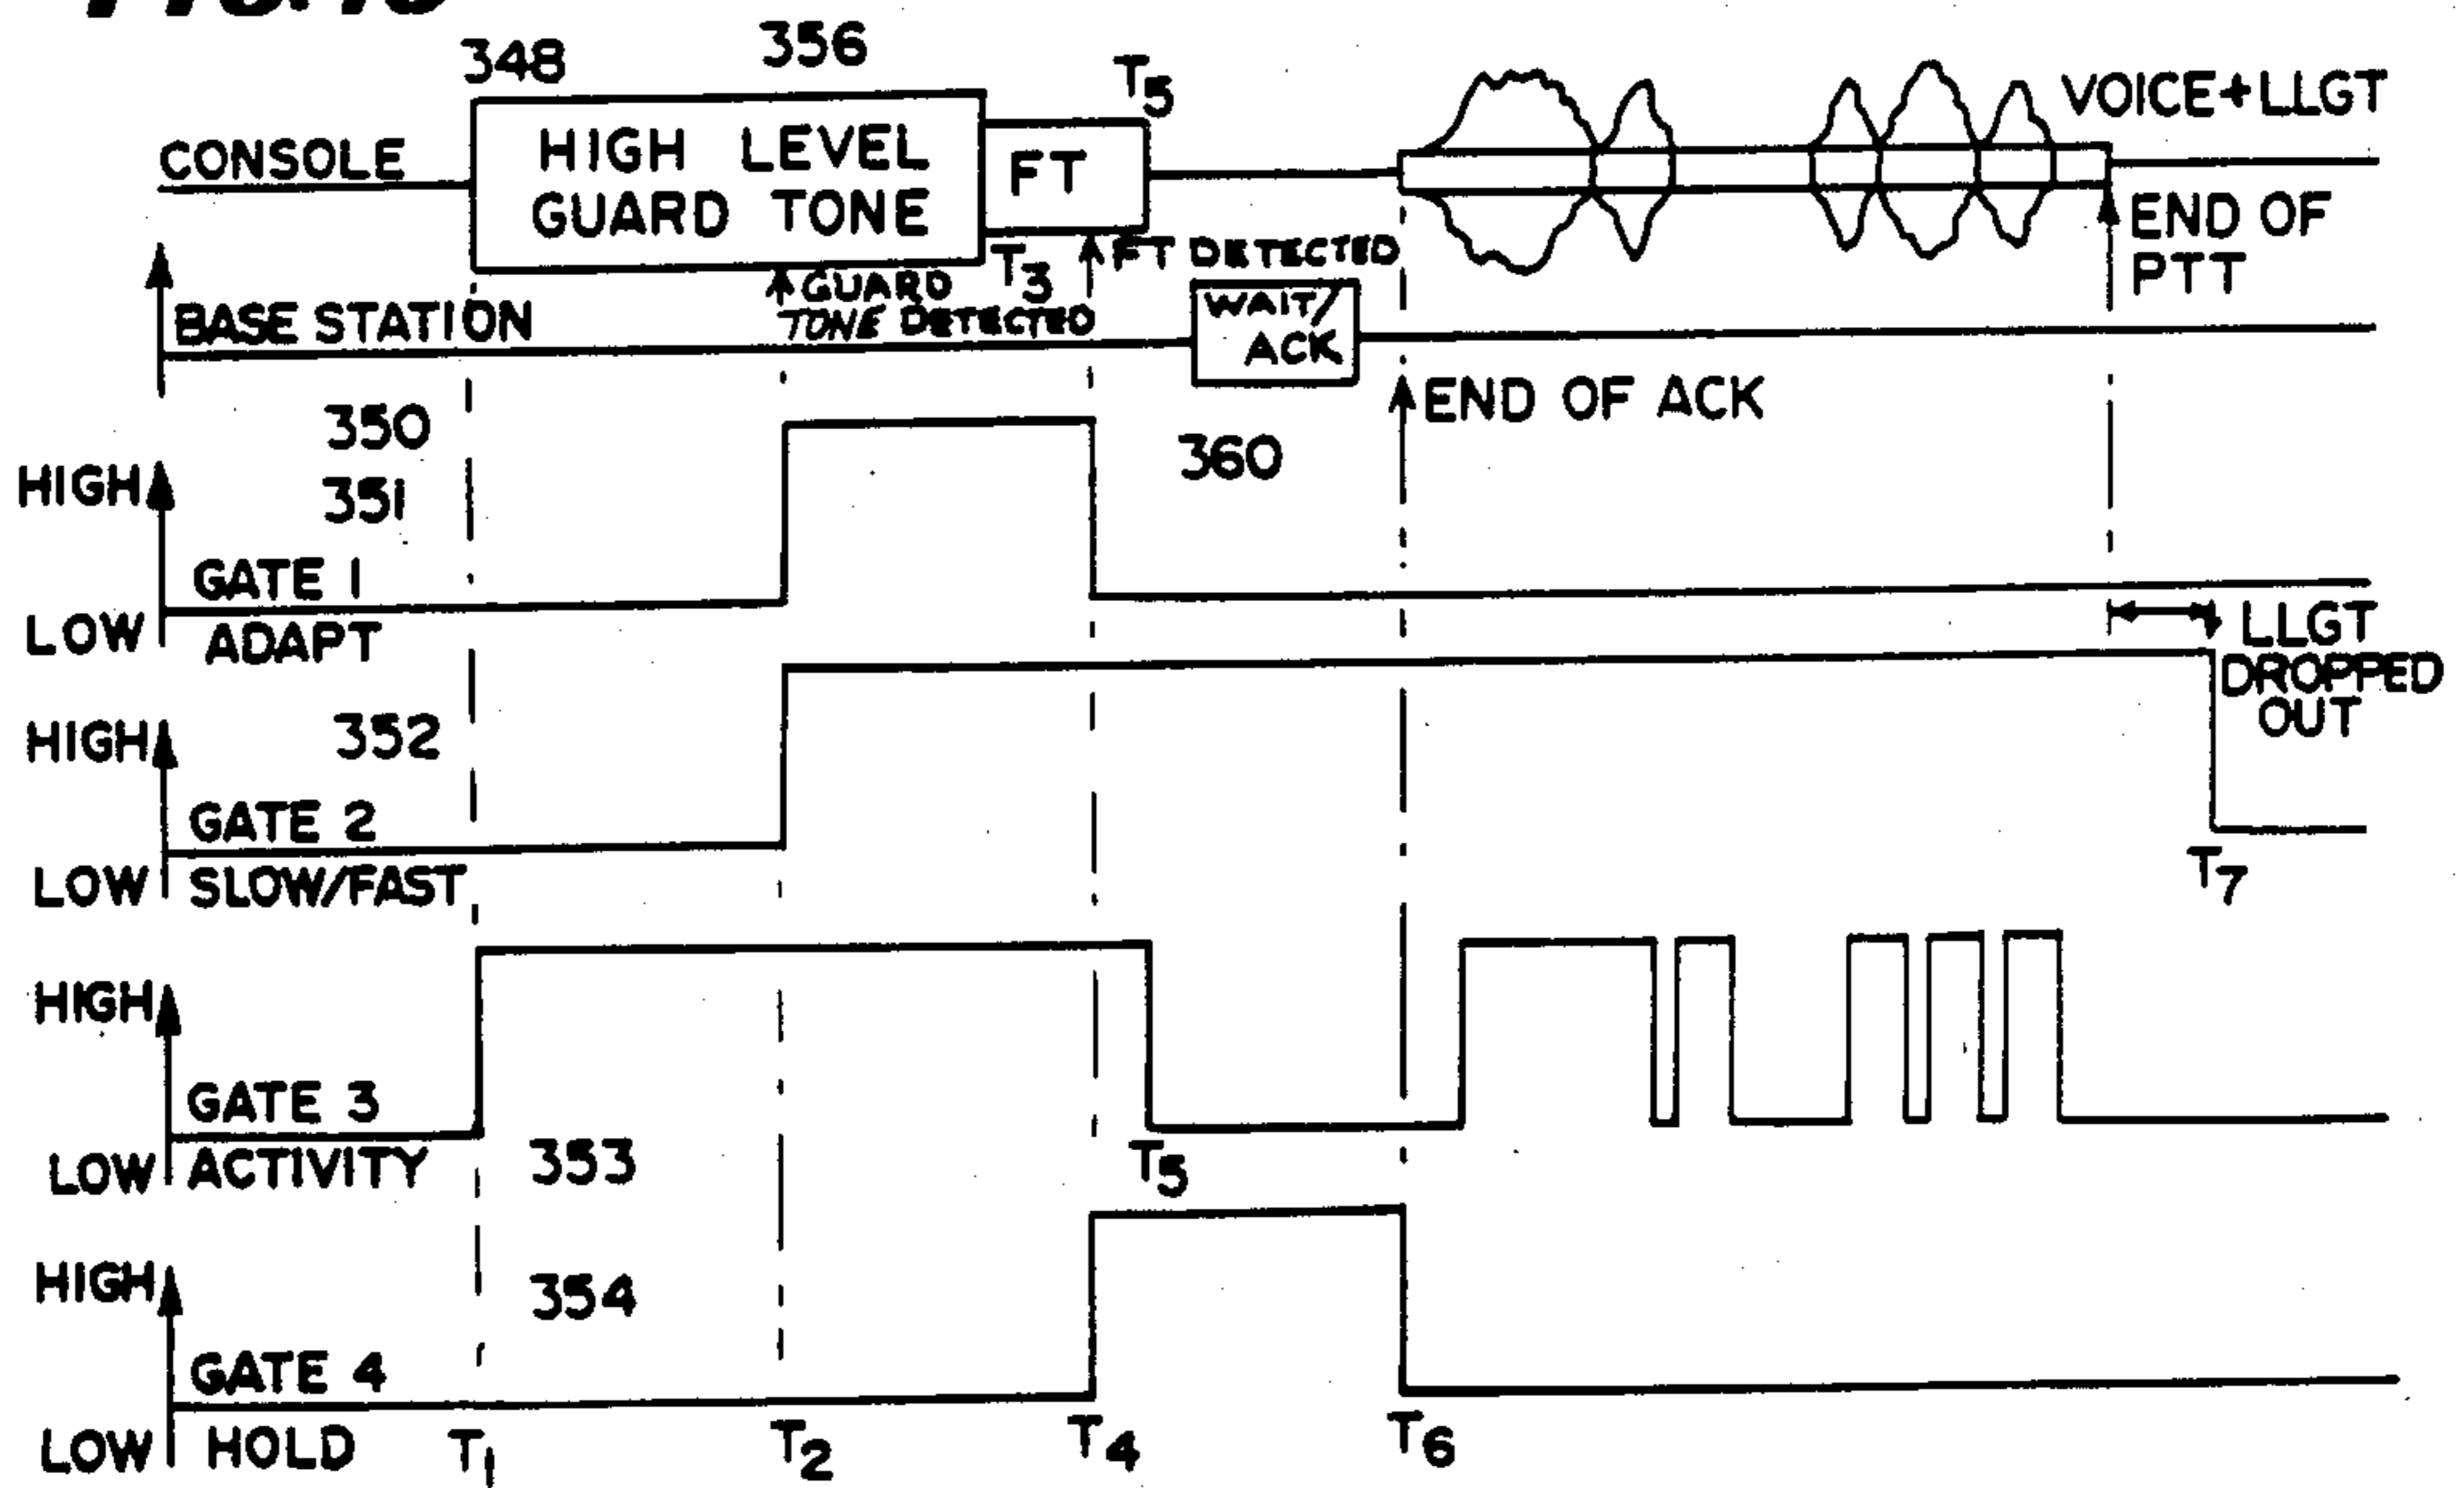 348
356
T5
VOICE+LLGT
CONSOLE
HIGH LEVEL
GUARD TONE
FT
T3
FT DETECTED
END OF
PTT
GUARD
TONE DETECTED
BASE STATION
WAIT/
ACK
END OF ACK
350
351
360
HIGH
GATE 1
LOW
ADAPT
LLGT
DROPPED
OUT
352
HIGH
GATE 2
LOW
SLOW/FAST
T7
HIGH
GATE 3
LOW
ACTIVITY
353
T5
354
HIGH
GATE 4
LOW
HOLD
T1
T2
T4
T6